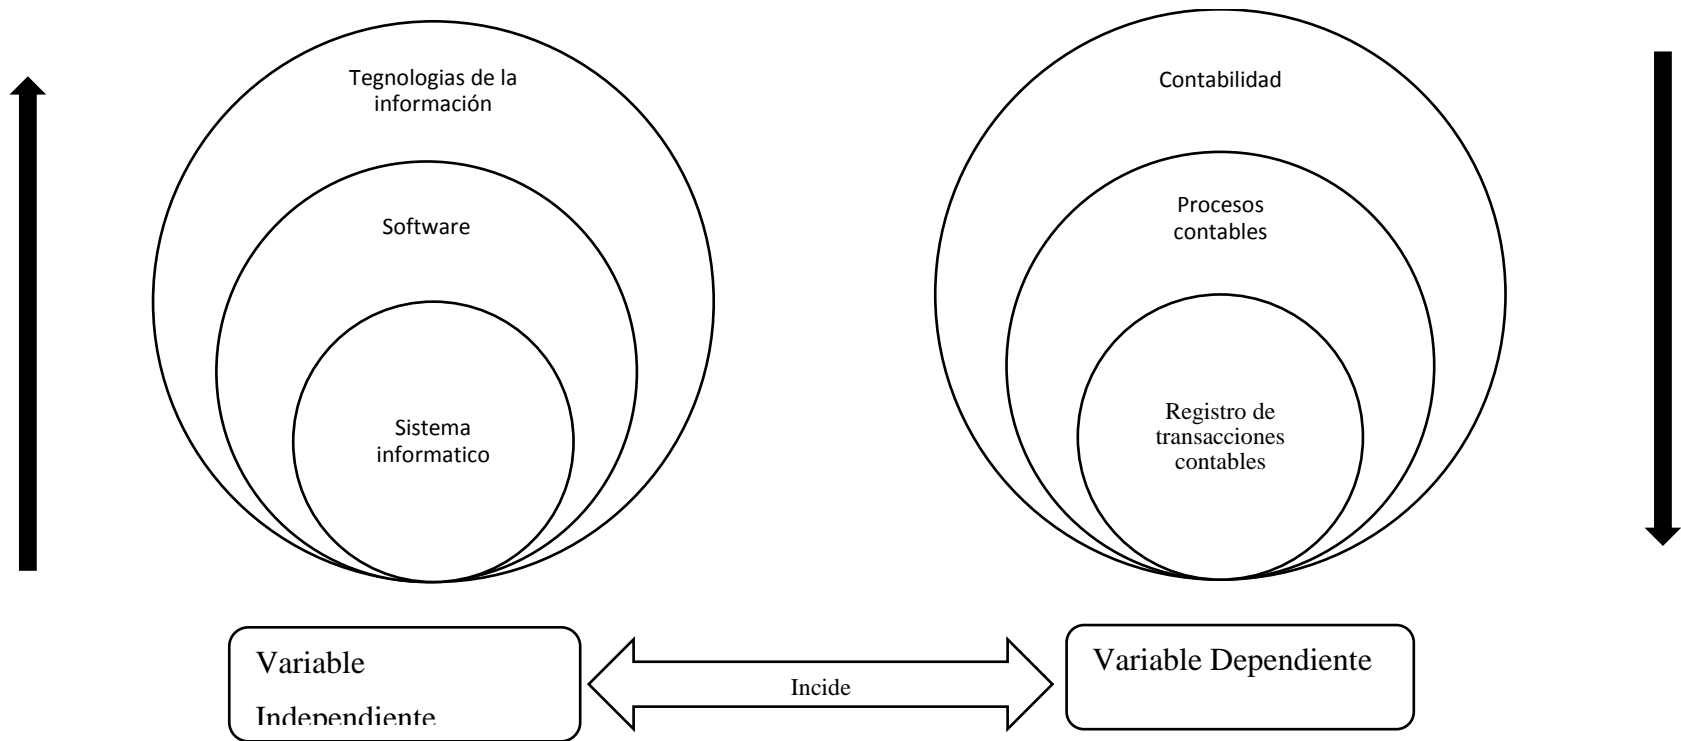 Tegnologias de la
información
Software
Sistema
informatico
Contabilidad
Procesos
contables
Registro de
transacciones
contables
Variable
Independiente
Incide
Variable Dependiente